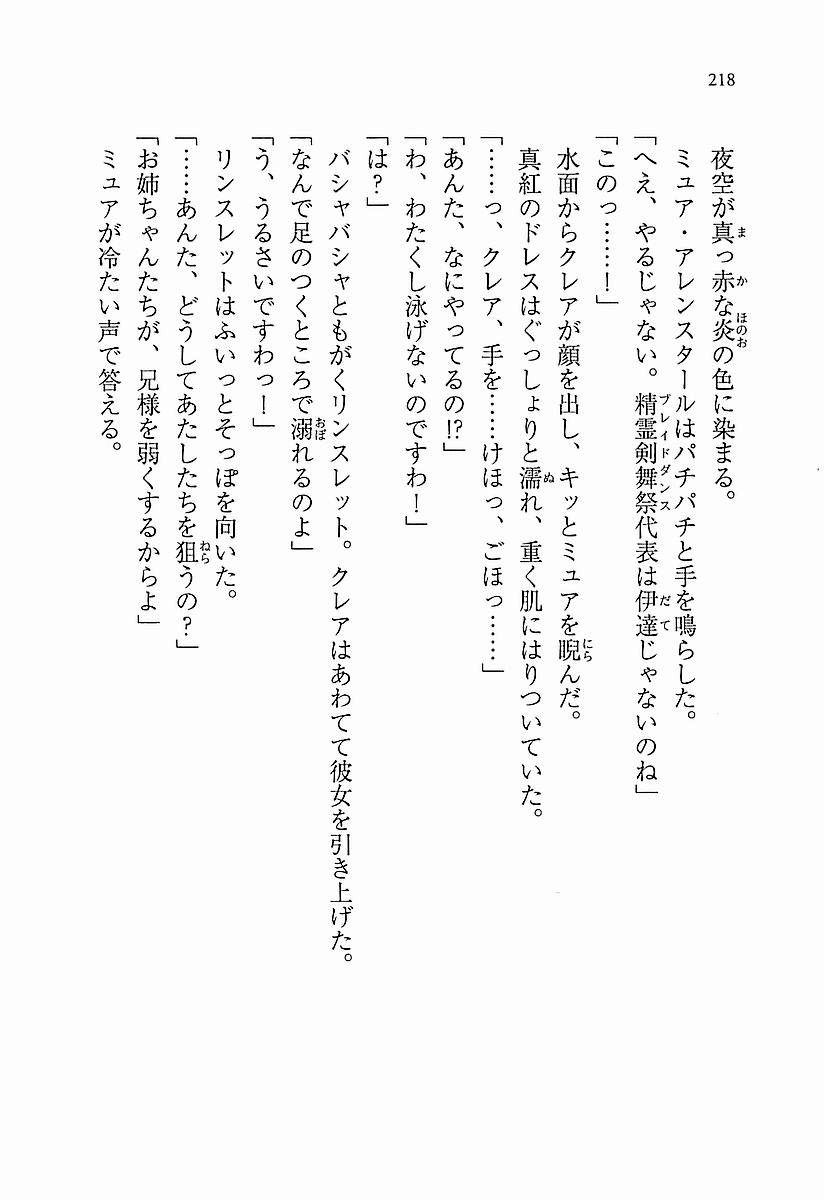 218
夜空が真っ赤な炎の色に染まる。
ミュア・アレンスタールはパチパチと手を鳴らした。
「へえ、やるじゃない。精霊剣舞祭代表は伊達じゃないのね」
「このっ……！」
水面からクレアが顔を出し、キッとミュアを睨んだ。
真紅のドレスはぐっしょりと濡れ、重く肌にはりついていた。
「……っ、クレア、手を……けほっ、ごほっ……」
「あんた、なにやってるの!?」
「わ、わたくし泳げないのですわ！」
「は？」
バシャバシャともがくリンスレット。クレアはあわてて彼女を引き上げた。
「なんで足のつくところで溺れるのよ」
「う、うるさいですわっ！」
リンスレットはふいっとそっぽを向いた。
「……あんた、どうしてあたしたちを狙うの？」
「お姉ちゃんたちが、兄様を弱くするからよ」
ミュアが冷たい声で答える。